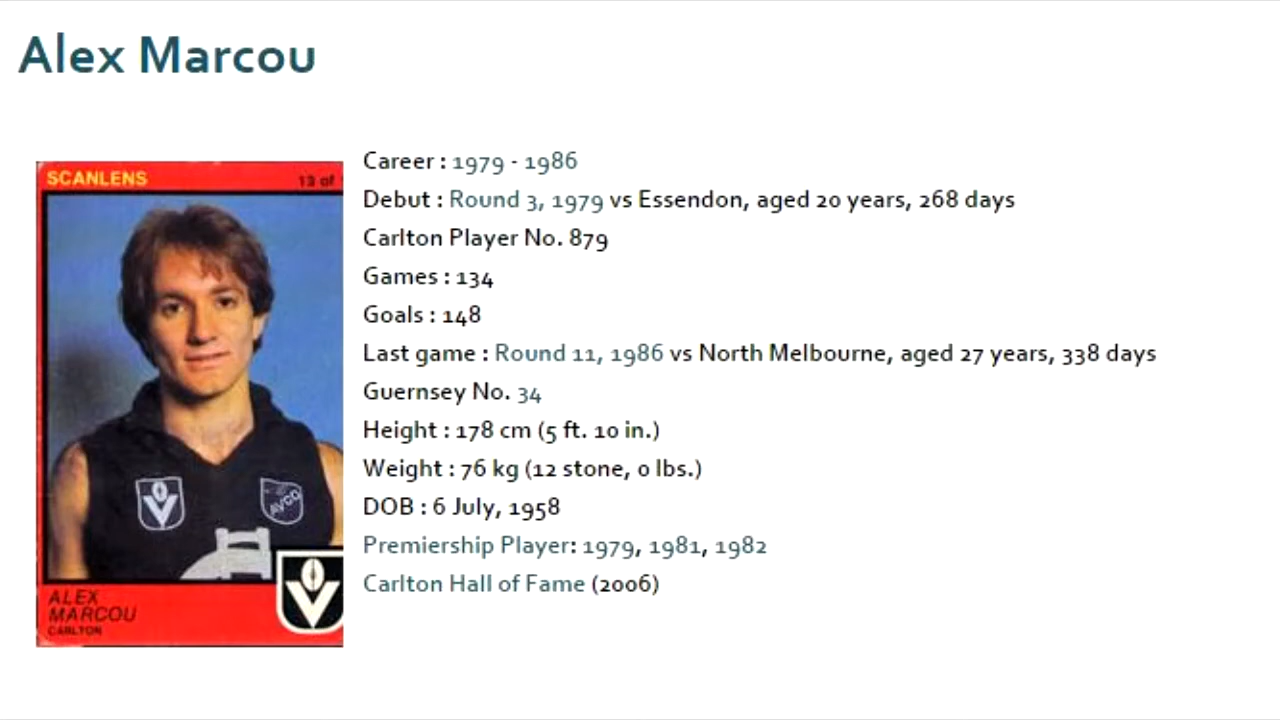 Alex Marcou
SCANLENS
13 of
ALEX
MARCOU
CARLTON
AVCO
V
Career : 1979 - 1986
Debut : Round 3, 1979 vs Essendon, aged 20 years, 268 days
Carlton Player No. 879
Games : 134
Goals : 148
Last game : Round 11, 1986 vs North Melbourne, aged 27 years, 338 days
Guernsey No. 34
Height : 178 cm (5 ft. 10 in.)
Weight : 76 kg (12 stone, 0 lbs.)
DOB : 6 July, 1958
Premiership Player: 1979, 1981, 1982
Carlton Hall of Fame (2006)